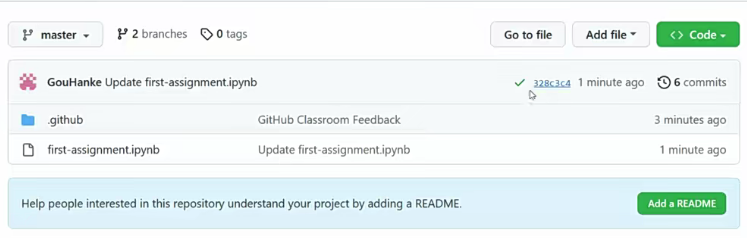 master 2 branches 0 tags Go to file Add file Code
GouHanke Update first-assignment.ipynb 328c3c4 1 minute ago 6 commits
.github GitHub Classroom Feedback 3 minutes ago
first-assignment.ipynb Update first-assignment.ipynb 1 minute ago
Help people interested in this repository understand your project by adding a README. Add a README